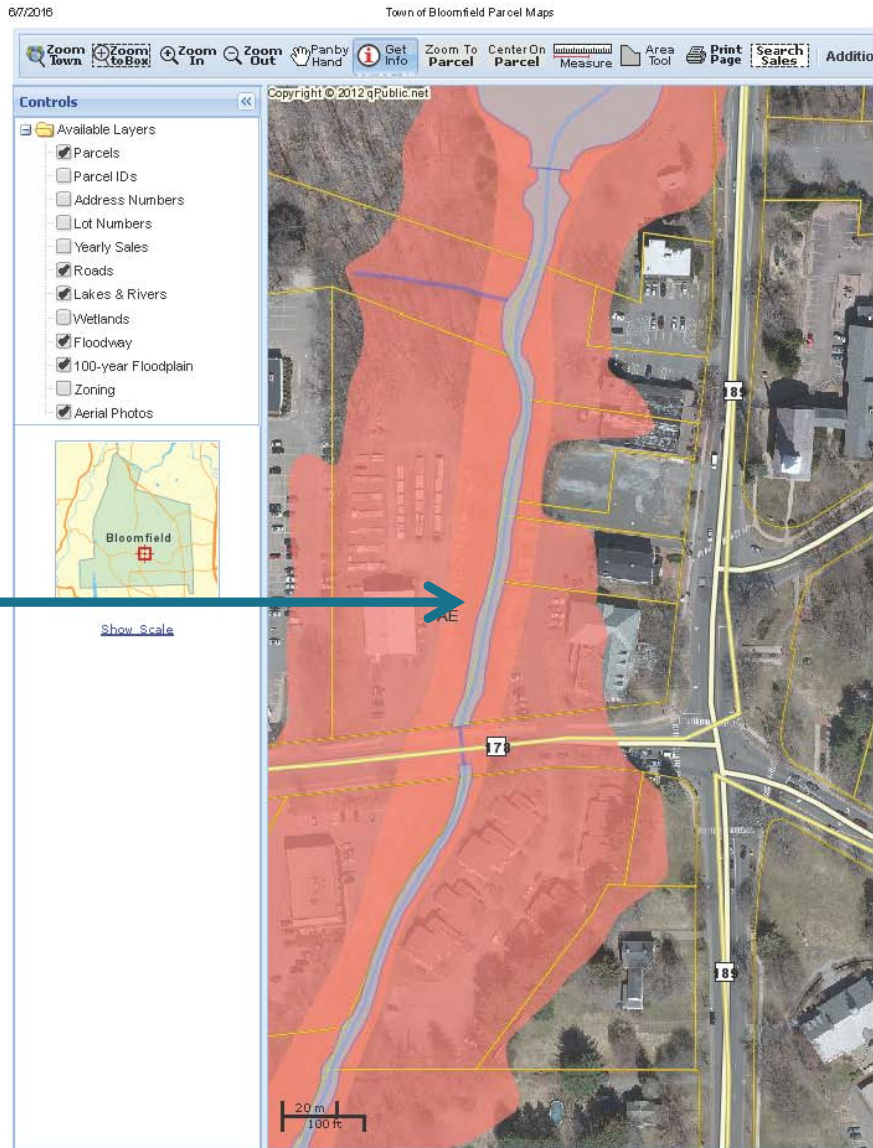 6/7/2016 Town of Bloomfield Parcel Maps
Zoom Town
Zoom to Box
Zoom In
Zoom Out
Pan by Hand
Get Info
Zoom To Parcel
Center On Parcel
Measure
Area Tool
Print Page
Search Sales
Additio
Controls
Copyright © 2012 qPublic.net
Available Layers
Parcels
Parcel IDs
Address Numbers
Lot Numbers
Yearly Sales
Roads
Lakes & Rivers
Wetlands
Floodway
100-year Floodplain
Zoning
Aerial Photos
Bloomfield
Show Scale
189
AE
178
189
20 m
100 ft